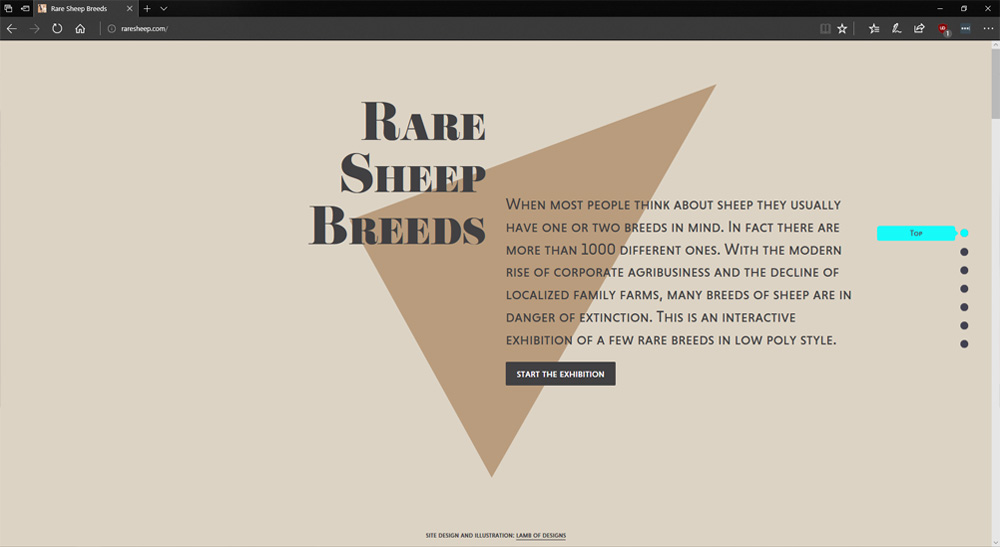 Rare Sheep Breeds
raresheep.com/
1
Rare
Sheep
Breeds
When most people think about sheep they usually
have one or two breeds in mind. In fact there are
more than 1000 different ones. With the modern
rise of corporate agribusiness and the decline of
localized family farms, many breeds of sheep are in
danger of extinction. This is an interactive
exhibition of a few rare breeds in low poly style.
Top
START THE EXHIBITION
SITE DESIGN AND ILLUSTRATION: LAMB OF DESIGNS